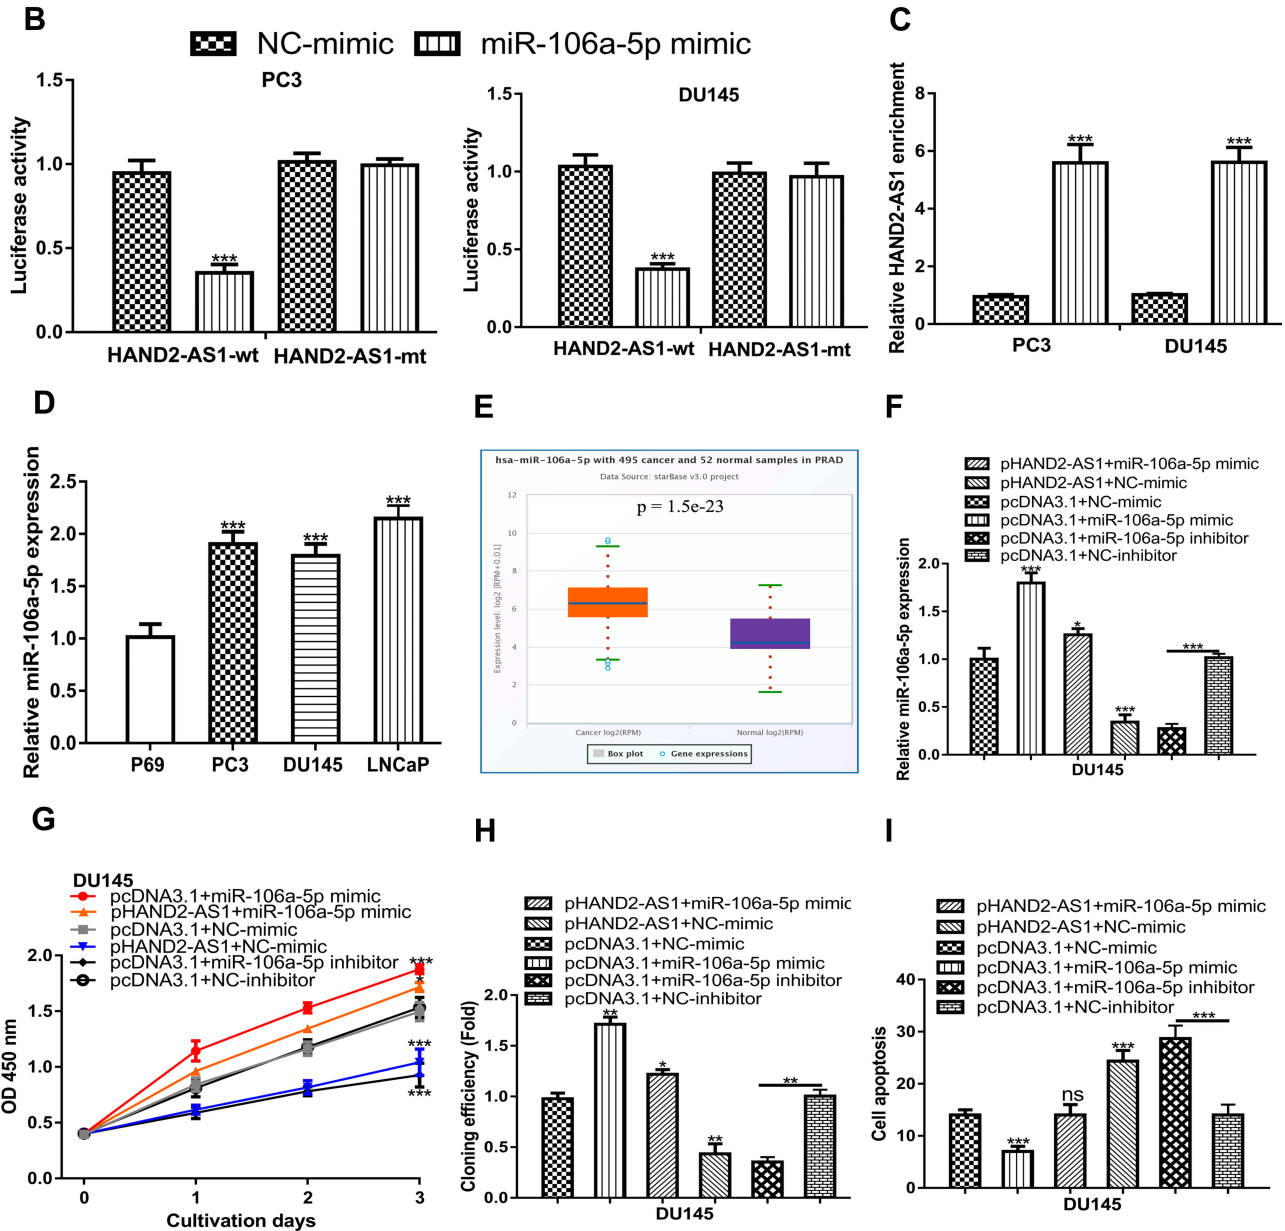 B
NC-mimic miR-106a-5p mimic
PC3
Luciferase activity
1.5
1.0
0.5
0.0
***
HAND2-AS1-wt HAND2-AS1-mt
DU145
Luciferase activity
1.5
1.0
0.5
0.0
***
HAND2-AS1-wt HAND2-AS1-mt
C
Relative HAND2-AS1 enrichment
8
6
4
2
0
*** ***
PC3 DU145
D
Relative miR-106a-5p expression
2.5
2.0
1.5
1.0
0.5
0.0
*** *** ***
P69 PC3 DU145 LNCaP
E
hsa-miR-106a-5p with 495 cancer and 52 normal samples in PRAD
Data Source: starBase v3.0 project
p = 1.5e-23
Expression level: log2 [RPM+0.01]
12
10
8
6
4
2
0
Cancer log2(RPM) Normal log2(RPM)
Box plot Gene expressions
F
pHAND2-AS1+miR-106a-5p mimic
pHAND2-AS1+NC-mimic
pcDNA3.1+NC-mimic
pcDNA3.1+miR-106a-5p mimic
pcDNA3.1+miR-106a-5p inhibitor
pcDNA3.1+NC-inhibitor
Relative miR-106a-5p expression
2.0
1.5
1.0
0.5
0.0
*** * *** ***
DU145
G
DU145
pcDNA3.1+miR-106a-5p mimic
pHAND2-AS1+miR-106a-5p mimic
pcDNA3.1+NC-mimic
pHAND2-AS1+NC-mimic
pcDNA3.1+miR-106a-5p inhibitor
pcDNA3.1+NC-inhibitor
OD 450 nm
2.0
1.5
1.0
0.5
0.0
***
*
***
***
0 1 2 3
Cultivation days
H
pHAND2-AS1+miR-106a-5p mimic
pHAND2-AS1+NC-mimic
pcDNA3.1+NC-mimic
pcDNA3.1+miR-106a-5p mimic
pcDNA3.1+miR-106a-5p inhibitor
pcDNA3.1+NC-inhibitor
Cloning efficiency (Fold)
2.0
1.5
1.0
0.5
0.0
** * ** **
DU145
I
pHAND2-AS1+miR-106a-5p mimic
pHAND2-AS1+NC-mimic
pcDNA3.1+NC-mimic
pcDNA3.1+miR-106a-5p mimic
pcDNA3.1+miR-106a-5p inhibitor
pcDNA3.1+NC-inhibitor
Cell apoptosis
40
30
20
10
0
*** ns *** ***
DU145